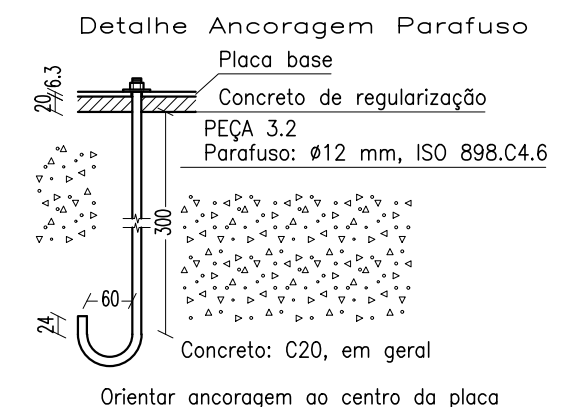 Detalhe Ancoragem Parafuso
Placa base
20 6.3
Concreto de regularização
PEÇA 3.2
Parafuso: ø12 mm, ISO 898.C4.6
300
60
24
Concreto: C20, em geral
Orientar ancoragem ao centro da placa